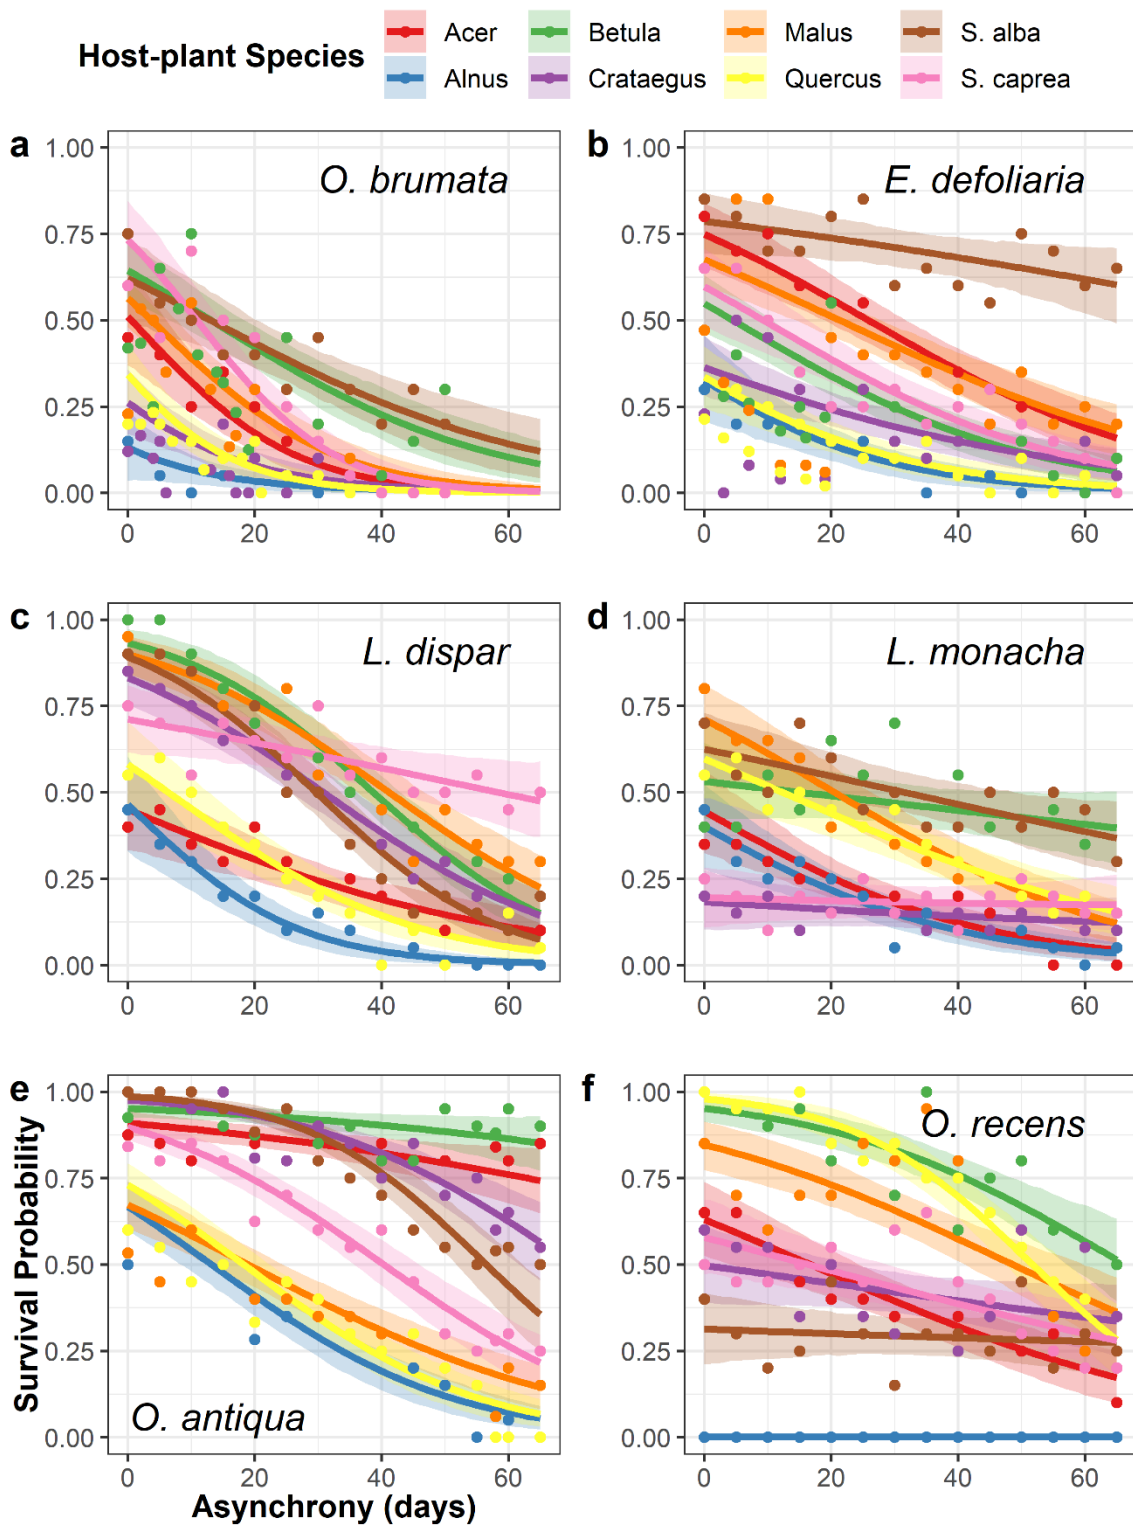 Host-plant Species
Acer Betula Malus S. alba
Alnus Crataegus Quercus S. caprea
a b
O. brumata E. defoliaria
1.00 1.00
0.75 0.75
0.50 0.50
0.25 0.25
0.00 0.00
0 20 40 60 0 20 40 60
c d
L. dispar L. monacha
1.00 1.00
0.75 0.75
0.50 0.50
0.25 0.25
0.00 0.00
0 20 40 60 0 20 40 60
e f
O. antiqua O. recens
1.00 1.00
0.75 0.75
0.50 0.50
0.25 0.25
0.00 0.00
0 20 40 60 0 20 40 60
Survival Probability
Asynchrony (days)